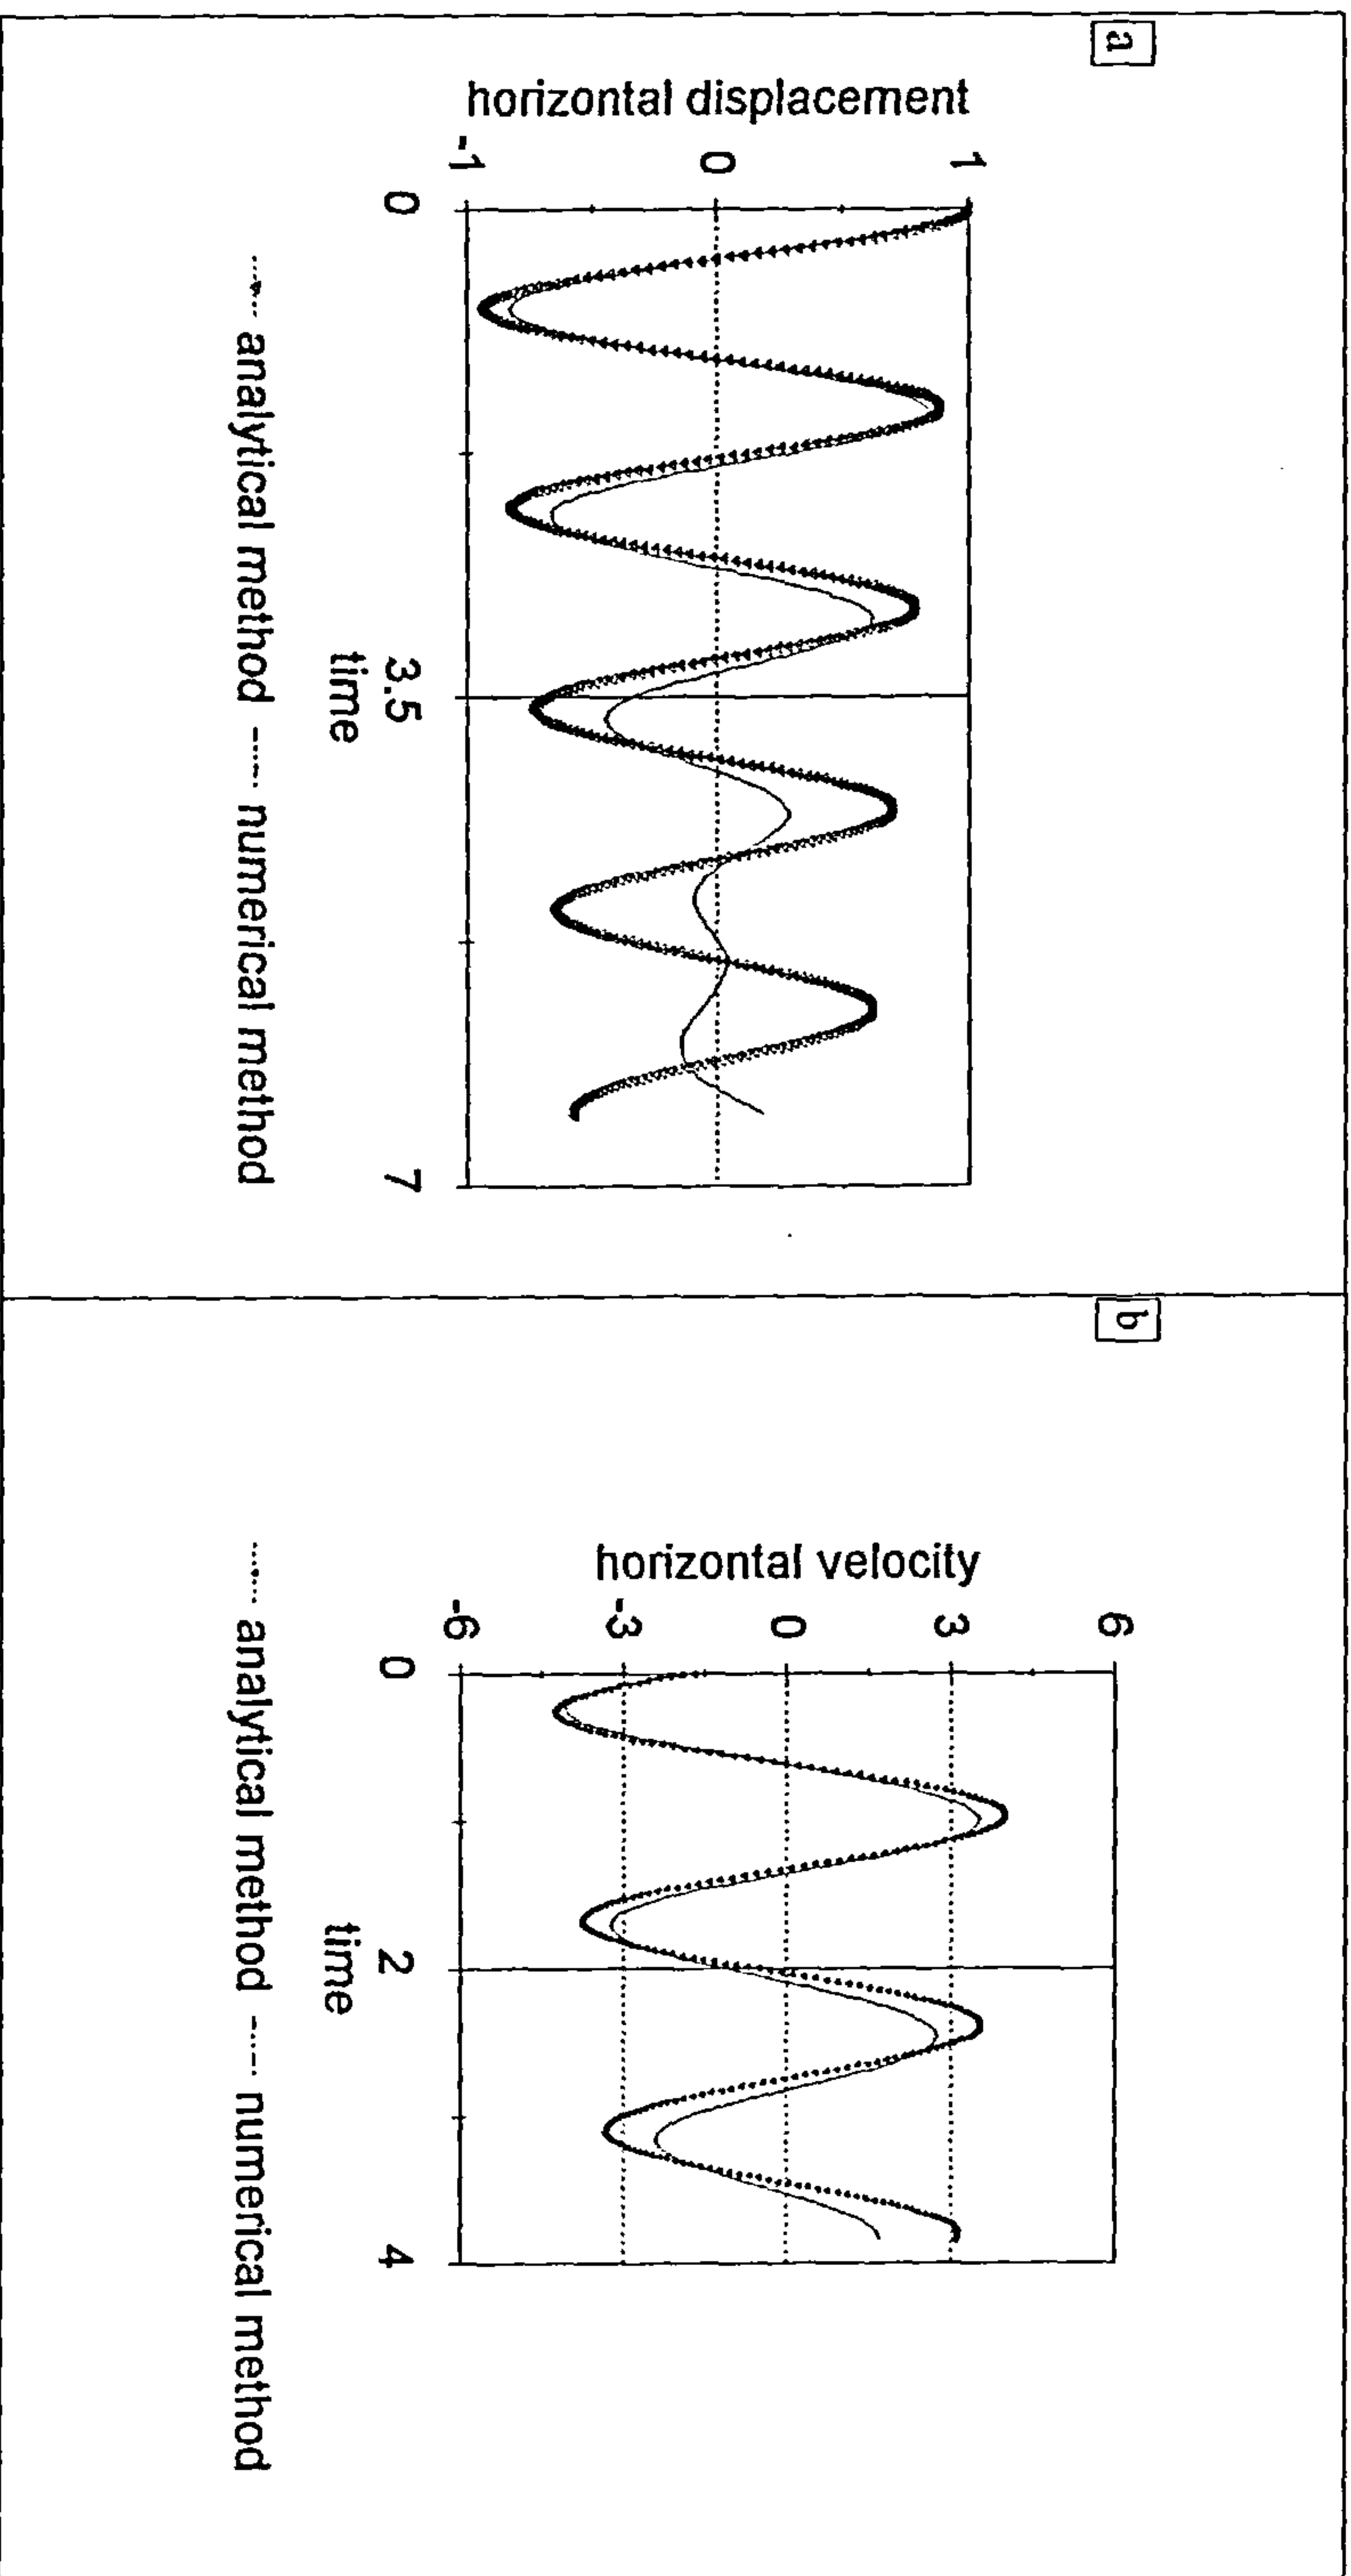 a
horizontal displacement
1
0
-1
0
3.5
7
time
analytical method
numerical method
b
horizontal velocity
6
3
0
-3
-6
0
2
4
time
analytical method
numerical method